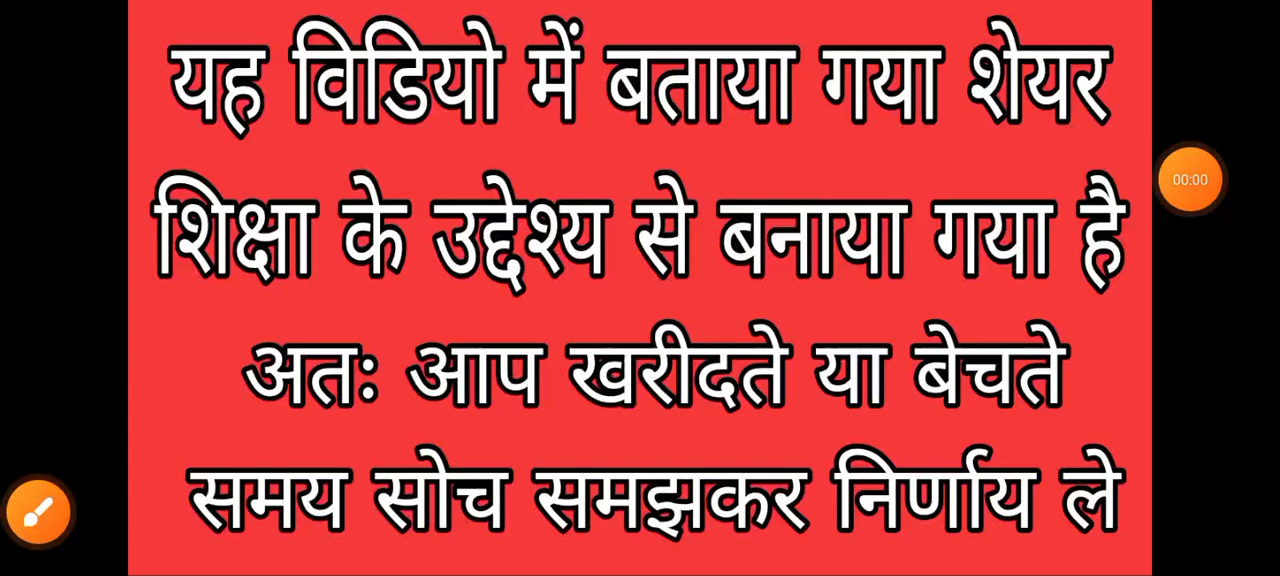 यह विडियो में बताया गया शेयर
शिक्षा के उद्देश्य से बनाया गया है
अतः आप खरीदते या बेचते
समय सोच समझकर निर्णाय ले
00:00